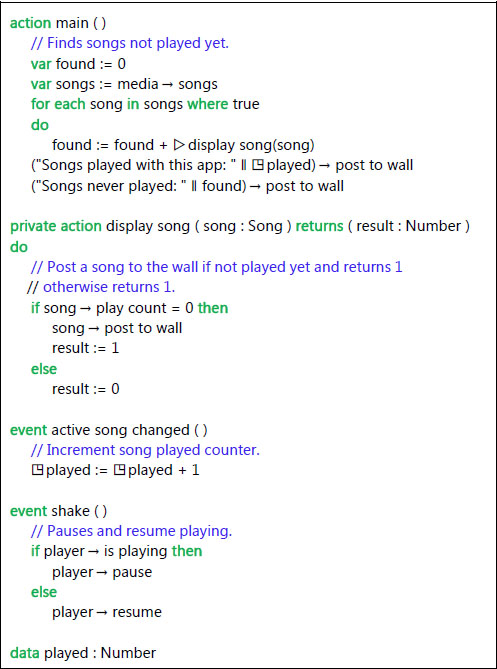 action main ( )
// Finds songs not played yet.
var found := 0
var songs := media → songs
for each song in songs where true
do
found := found + ▷ display song(song)
("Songs played with this app: " ‖ ◳ played) → post to wall
("Songs never played: " ‖ found) → post to wall
private action display song ( song : Song ) returns ( result : Number )
do
// Post a song to the wall if not played yet and returns 1
// otherwise returns 1.
if song → play count = 0 then
song → post to wall
result := 1
else
result := 0
event active song changed ( )
// Increment song played counter.
◳ played := ◳ played + 1
event shake ( )
// Pauses and resume playing.
if player → is playing then
player → pause
else
player → resume
data played : Number